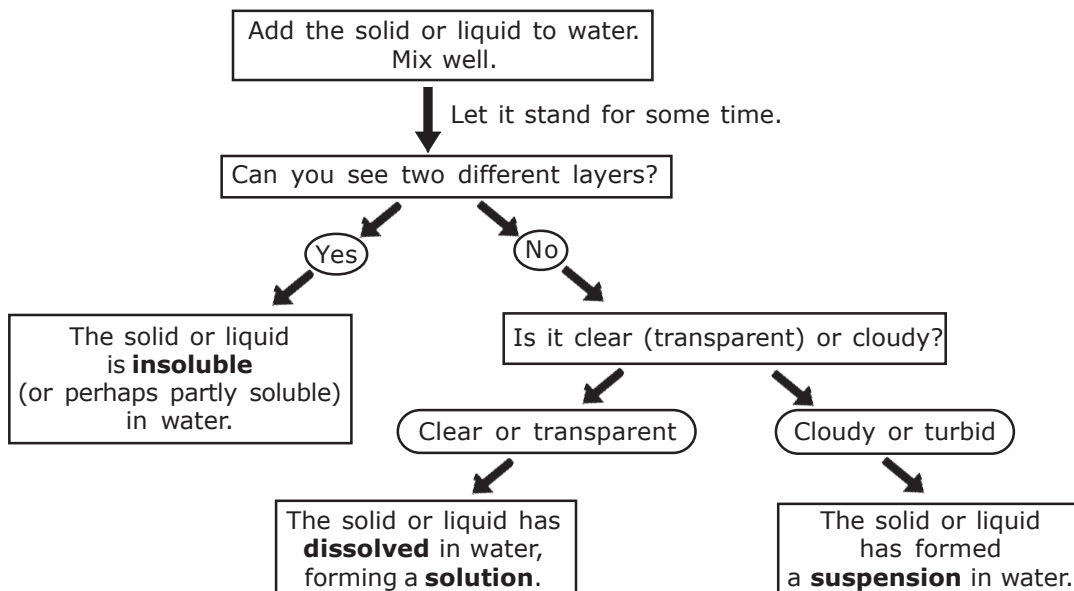 Add the solid or liquid to water.
Mix well.
Let it stand for some time.
Can you see two different layers?
Yes
No
The solid or liquid
is insoluble
(or perhaps partly soluble)
in water.
Is it clear (transparent) or cloudy?
Clear or transparent
Cloudy or turbid
The solid or liquid has
dissolved in water,
forming a solution.
The solid or liquid
has formed
a suspension in water.